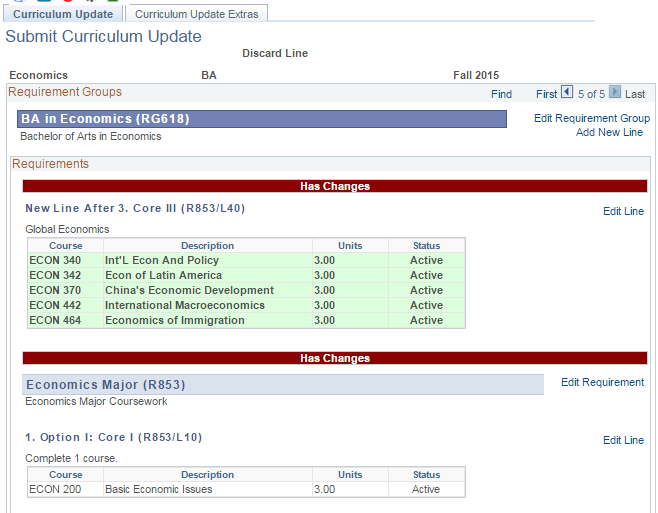 Curriculum Update Curriculum Update Extras
Submit Curriculum Update
Discard Line
Economics BA Fall 2015
Requirement Groups Find First 5 of 5 Last
BA in Economics (RG618) Edit Requirement Group
Bachelor of Arts in Economics Add New Line
Requirements
Has Changes
New Line After 3. Core III (R853/L40) Edit Line
Global Economics
Course Description Units Status
ECON 340 Int'L Econ And Policy 3.00 Active
ECON 342 Econ of Latin America 3.00 Active
ECON 370 China's Economic Development 3.00 Active
ECON 442 International Macroeconomics 3.00 Active
ECON 464 Economics of Immigration 3.00 Active
Has Changes
Economics Major (R853) Edit Requirement
Economics Major Coursework
1. Option I: Core I (R853/L10) Edit Line
Complete 1 course.
Course Description Units Status
ECON 200 Basic Economic Issues 3.00 Active